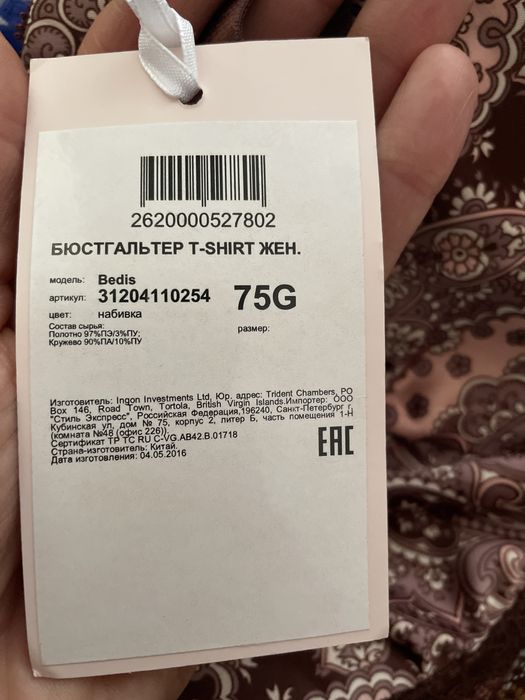 2620000527802
БЮСТГАЛЬТЕР T-SHIRT ЖЕН.
модель: Bedis
артикул: 31204110254 75G
цвет: набивка
Состав сырья: размер:
Полотно 97%ПЭ/3%ПУ;
Кружево 90%ПА/10%ПУ
Изготовитель: Ingon Investments Ltd, Юр. адрес: Trident Chambers, PO
Box 146, Road Town, Tortola, British Virgin Islands.Импортер: ООО
"Стиль Экспресс", Российская Федерация,196240, Санкт-Петербург г,
Кубинская ул, дом № 75, корпус 2, литер Б, часть помещения 1-Н
(комната №48 (офис 226)).
Сертификат ТР ТС RU C-VG.АВ42.В.01718
Страна-изготовитель: Китай.
Дата изготовления: 04.05.2016
EAC